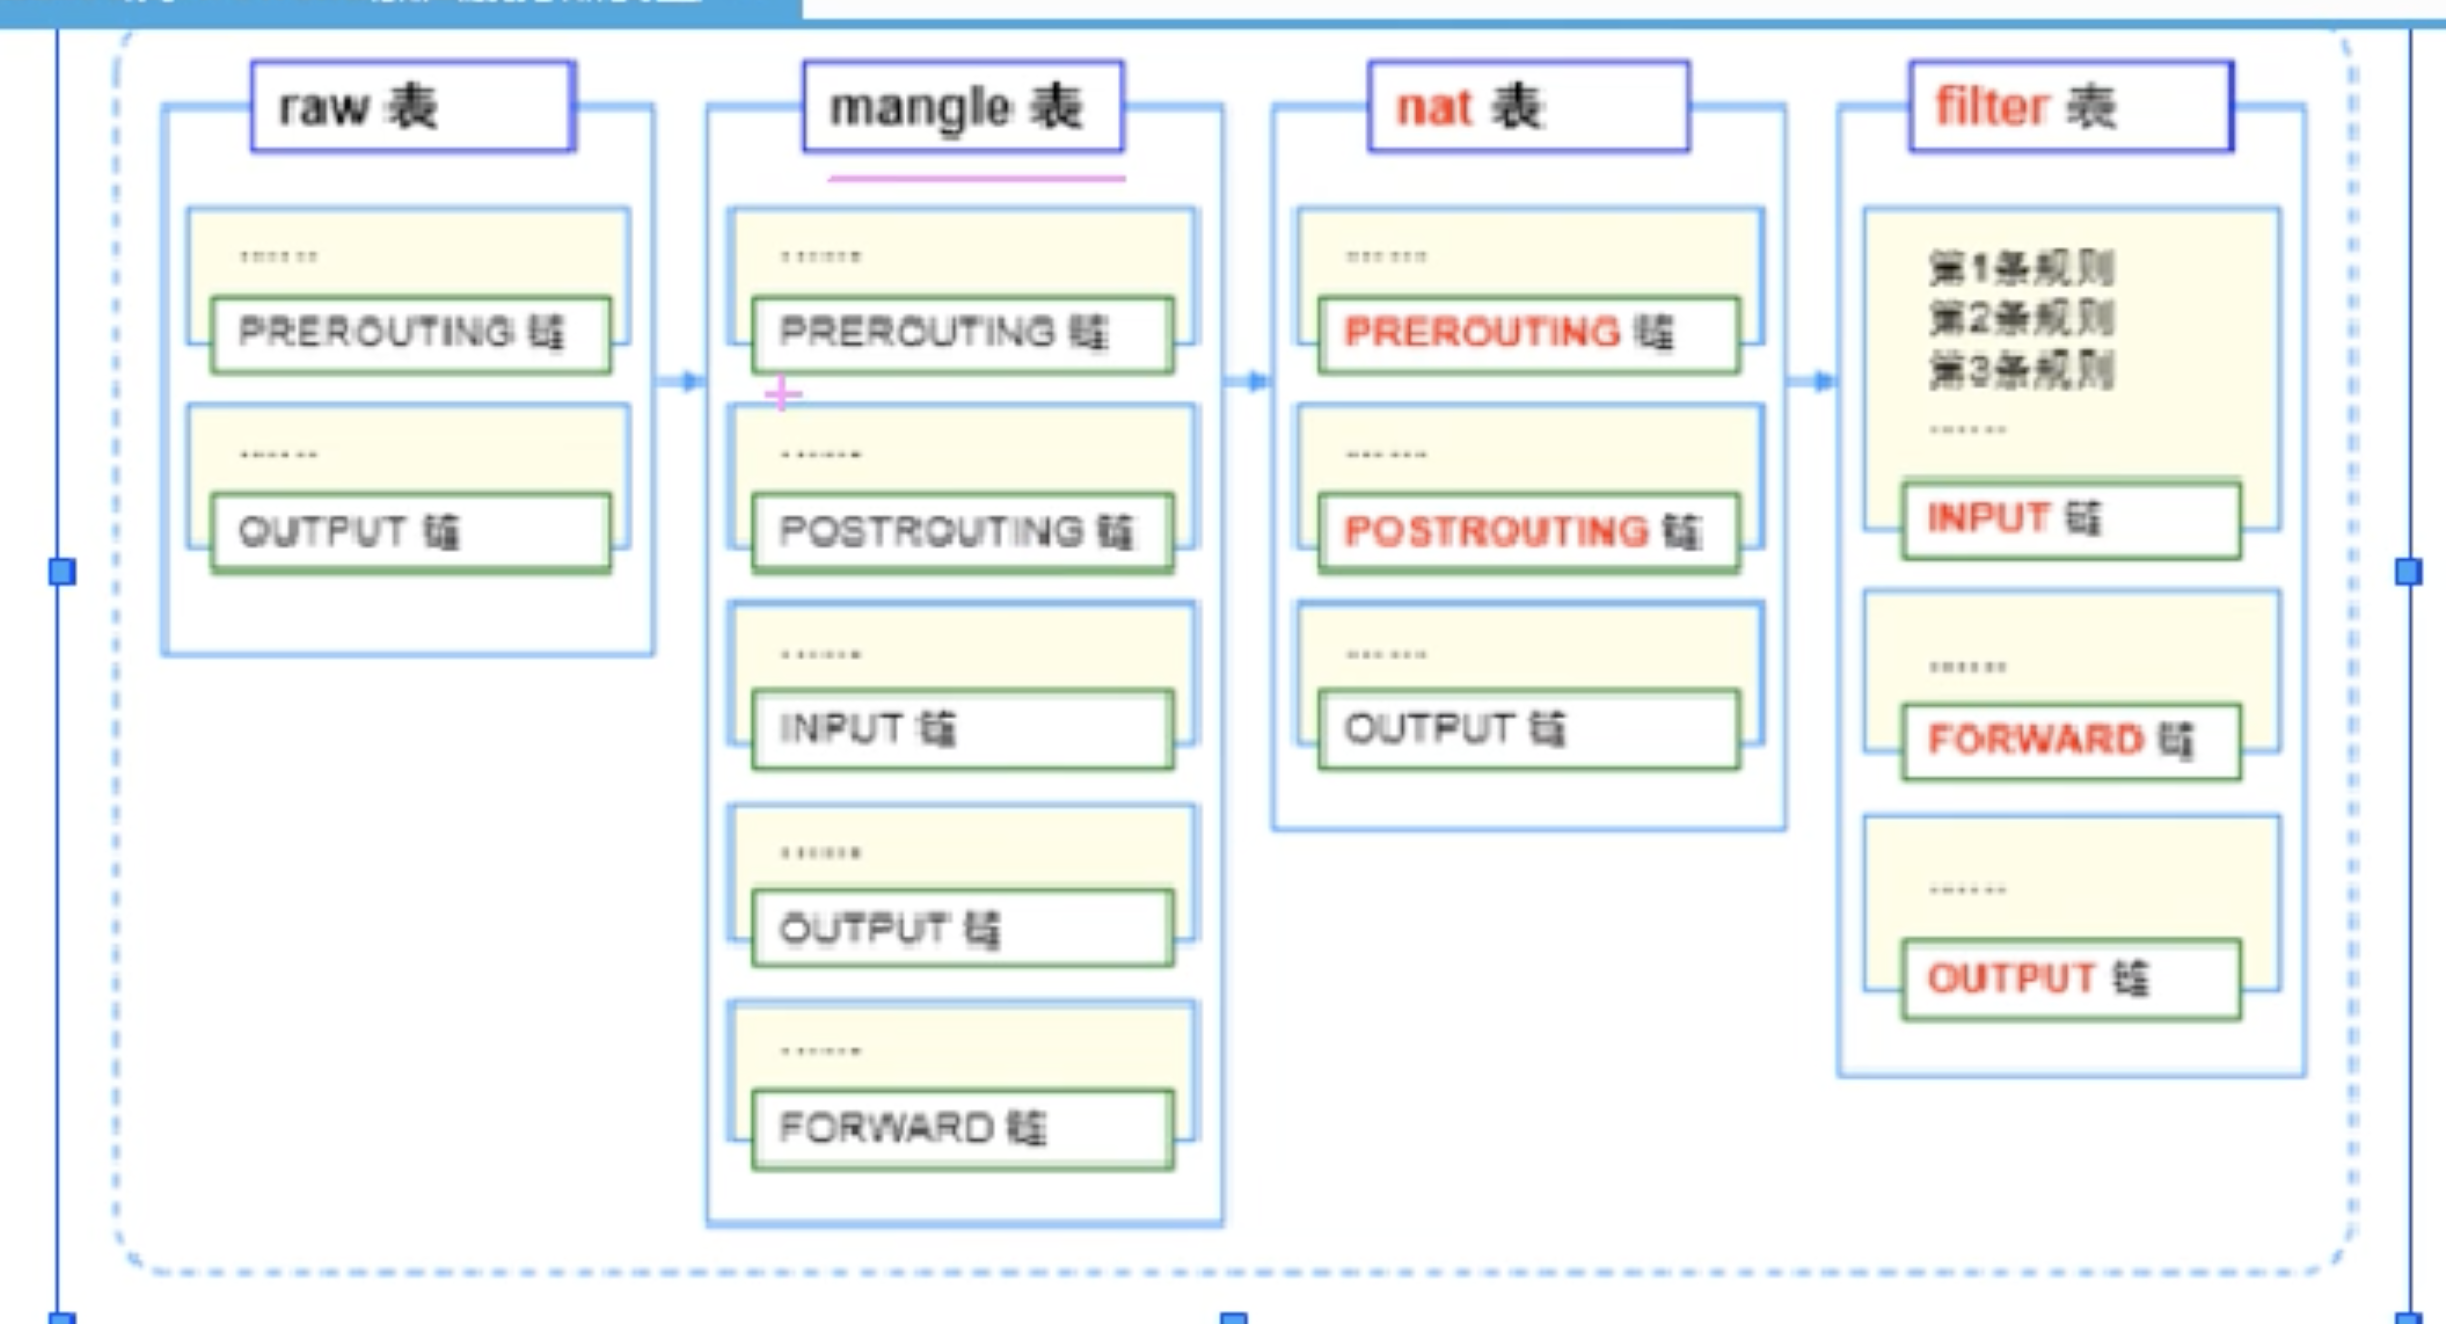 raw 表
……
PREROUTING 链
……
OUTPUT 链
mangle 表
……
PREROUTING 链
……
POSTROUTING 链
……
INPUT 链
……
OUTPUT 链
……
FORWARD 链
nat 表
……
PREROUTING 链
……
POSTROUTING 链
……
OUTPUT 链
filter 表
第1条规则
第2条规则
第3条规则
……
INPUT 链
……
FORWARD 链
……
OUTPUT 链